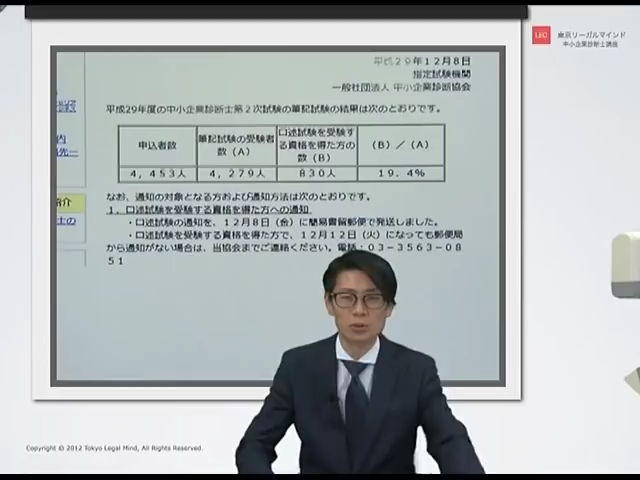 平成29年12月8日
指定試験機関
一般社団法人 中小企業診断協会
平成29年度の中小企業診断士第2次試験の筆記試験の結果は次のとおりです。
申込者数
筆記試験の受験者数（A）
口述試験を受験する資格を得た方の数（B）
（B）／（A）
4,453人
4,279人
830人
19.4%
なお、通知の対象となる方および通知方法は次のとおりです。
1．口述試験を受験する資格を得た方への通知
・口述試験の通知を、12月8日（金）に簡易書留郵便で発送しました。
・口述試験を受験する資格を得た方で、12月12日（火）になっても郵便局
から通知がない場合は、当協会までご連絡ください。電話：03－3563－08
51
紹介
士の
LEC 東京リーガルマインド
中小企業診断士講座
Copyright © 2012 Tokyo Legal Mind, All Rights Reserved.